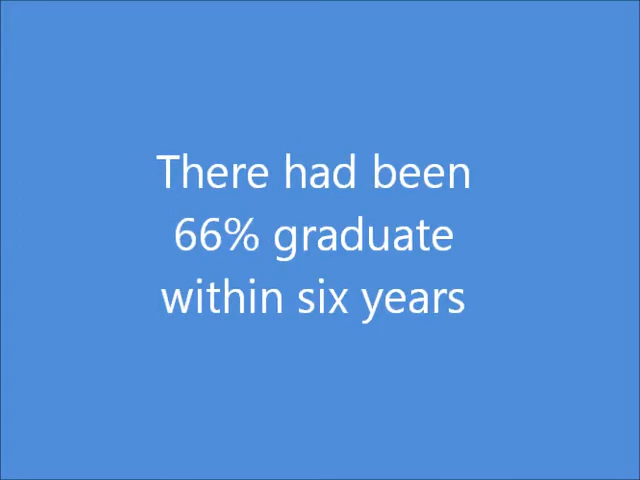 There had been
66% graduate
within six years